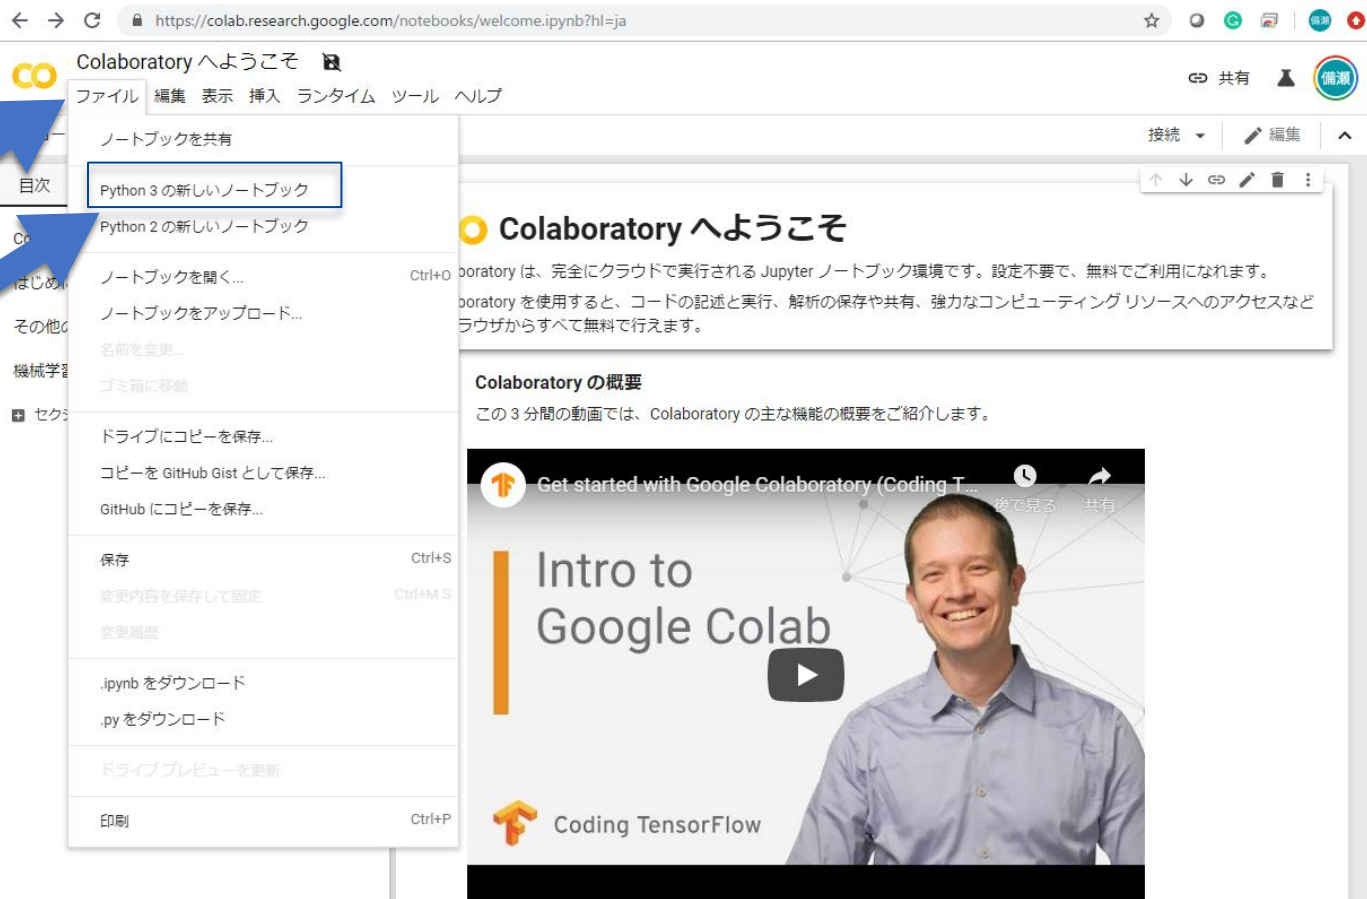 https://colab.research.google.com/notebooks/welcome.ipynb?hl=ja
備瀬
CO
Colaboratory へようこそ
共有
備瀬
ファイル 編集 表示 挿入 ランタイム ツール ヘルプ
接続
編集
目次
はじめに
その他の
機械学習
セクシ
ノートブックを共有
Python 3 の新しいノートブック
Python 2 の新しいノートブック
ノートブックを開く... Ctrl+O
ノートブックをアップロード...
名前を変更...
ゴミ箱に移動
ドライブにコピーを保存...
コピーを GitHub Gist として保存...
GitHub にコピーを保存...
保存 Ctrl+S
変更内容を保存して固定 Ctrl+M S
変更履歴
.ipynb をダウンロード
.py をダウンロード
ドライブ プレビューを更新
印刷 Ctrl+P
Colaboratory へようこそ
boratory は、完全にクラウドで実行される Jupyter ノートブック環境です。設定不要で、無料でご利用になれます。
boratory を使用すると、コードの記述と実行、解析の保存や共有、強力なコンピューティング リソースへのアクセスなど
ラウザからすべて無料で行えます。
Colaboratory の概要
この 3 分間の動画では、Colaboratory の主な機能の概要をご紹介します。
Get started with Google Colaboratory (Coding T...
後で見る 共有
Intro to
Google Colab
Coding TensorFlow